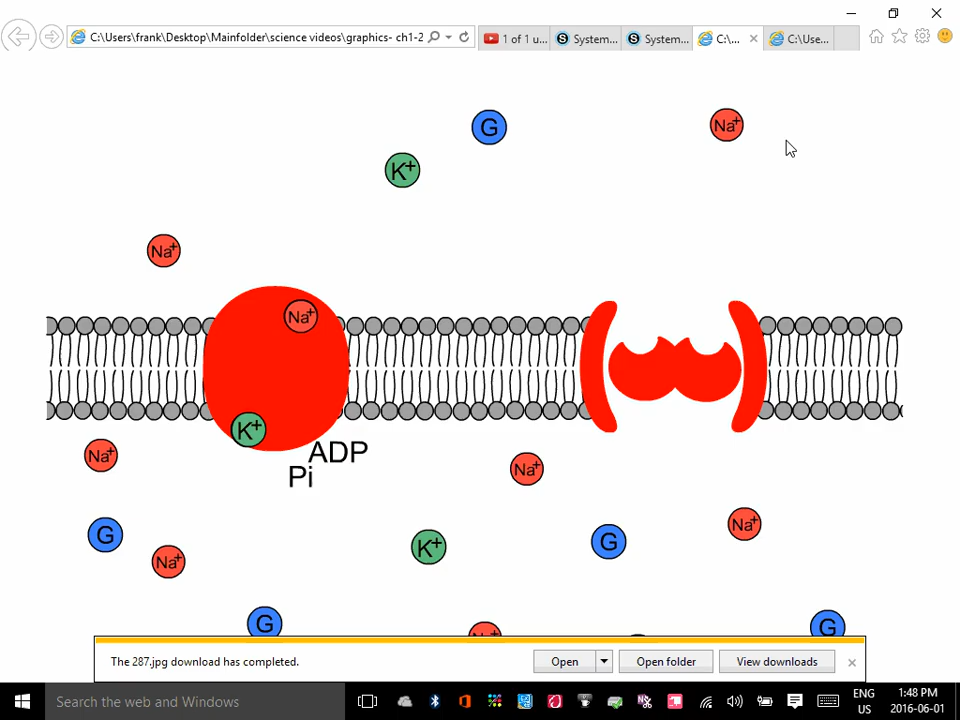 C:\Users\frank\Desktop\Mainfolder\science videos\graphics- ch1-2
1 of 1 u...
System...
System...
C:\...
C:\Use...
G
Na+
K+
Na+
Na+
K+
ADP
Pi
Na+
Na+
G
K+
G
Na+
Na+
G
Na+
G
The 287.jpg download has completed.
Open
Open folder
View downloads
Search the web and Windows
ENG
US
1:48 PM
2016-06-01